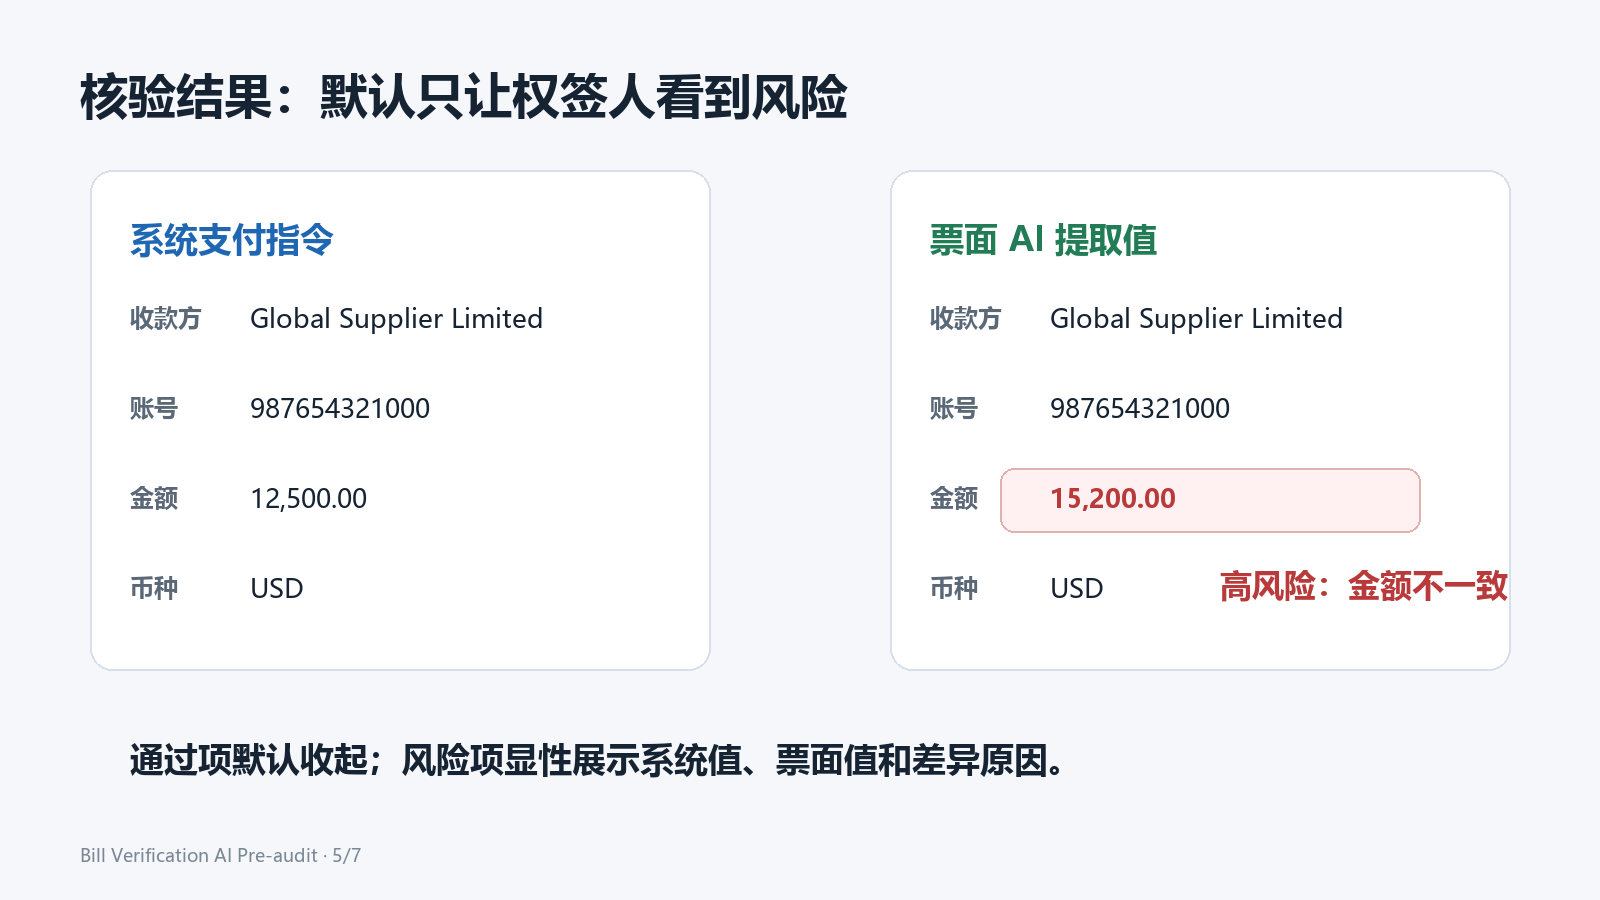 核验结果：默认只让权签人看到风险
系统支付指令
收款方 Global Supplier Limited
账号 987654321000
金额 12,500.00
币种 USD
票面 AI 提取值
收款方 Global Supplier Limited
账号 987654321000
金额 15,200.00
币种 USD 高风险：金额不一致
通过项默认收起；风险项显性展示系统值、票面值和差异原因。
Bill Verification AI Pre-audit · 5/7